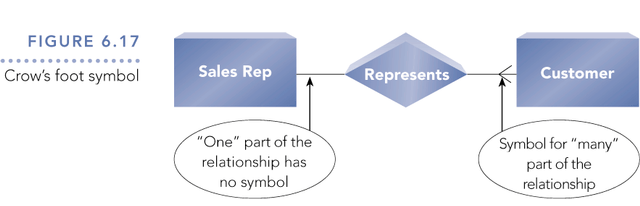 FIGURE 6.17
Crow's foot symbol
Sales Rep
Represents
Customer
"One" part of the
relationship has
no symbol
Symbol for "many"
part of the
relationship